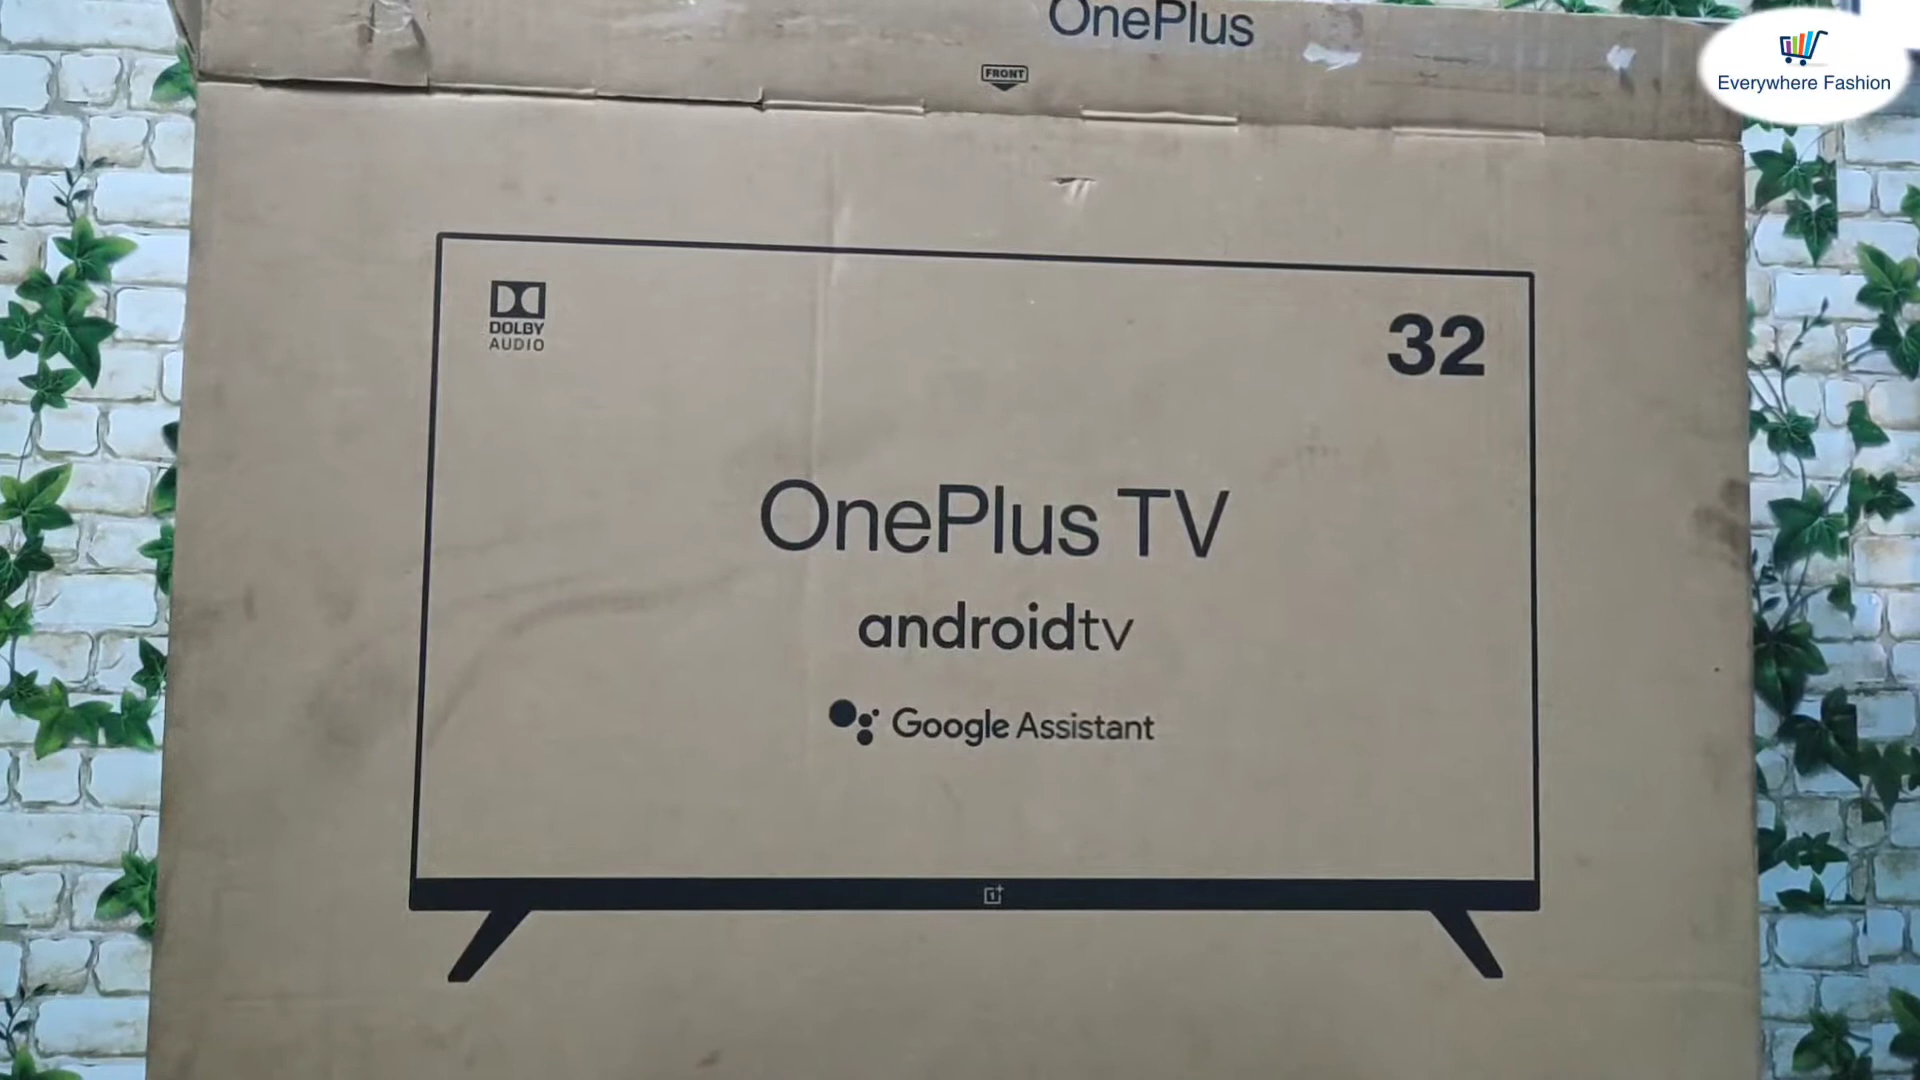 OnePlus
FRONT
Everywhere Fashion
DOLBY
AUDIO
32
OnePlus TV
androidtv
Google Assistant